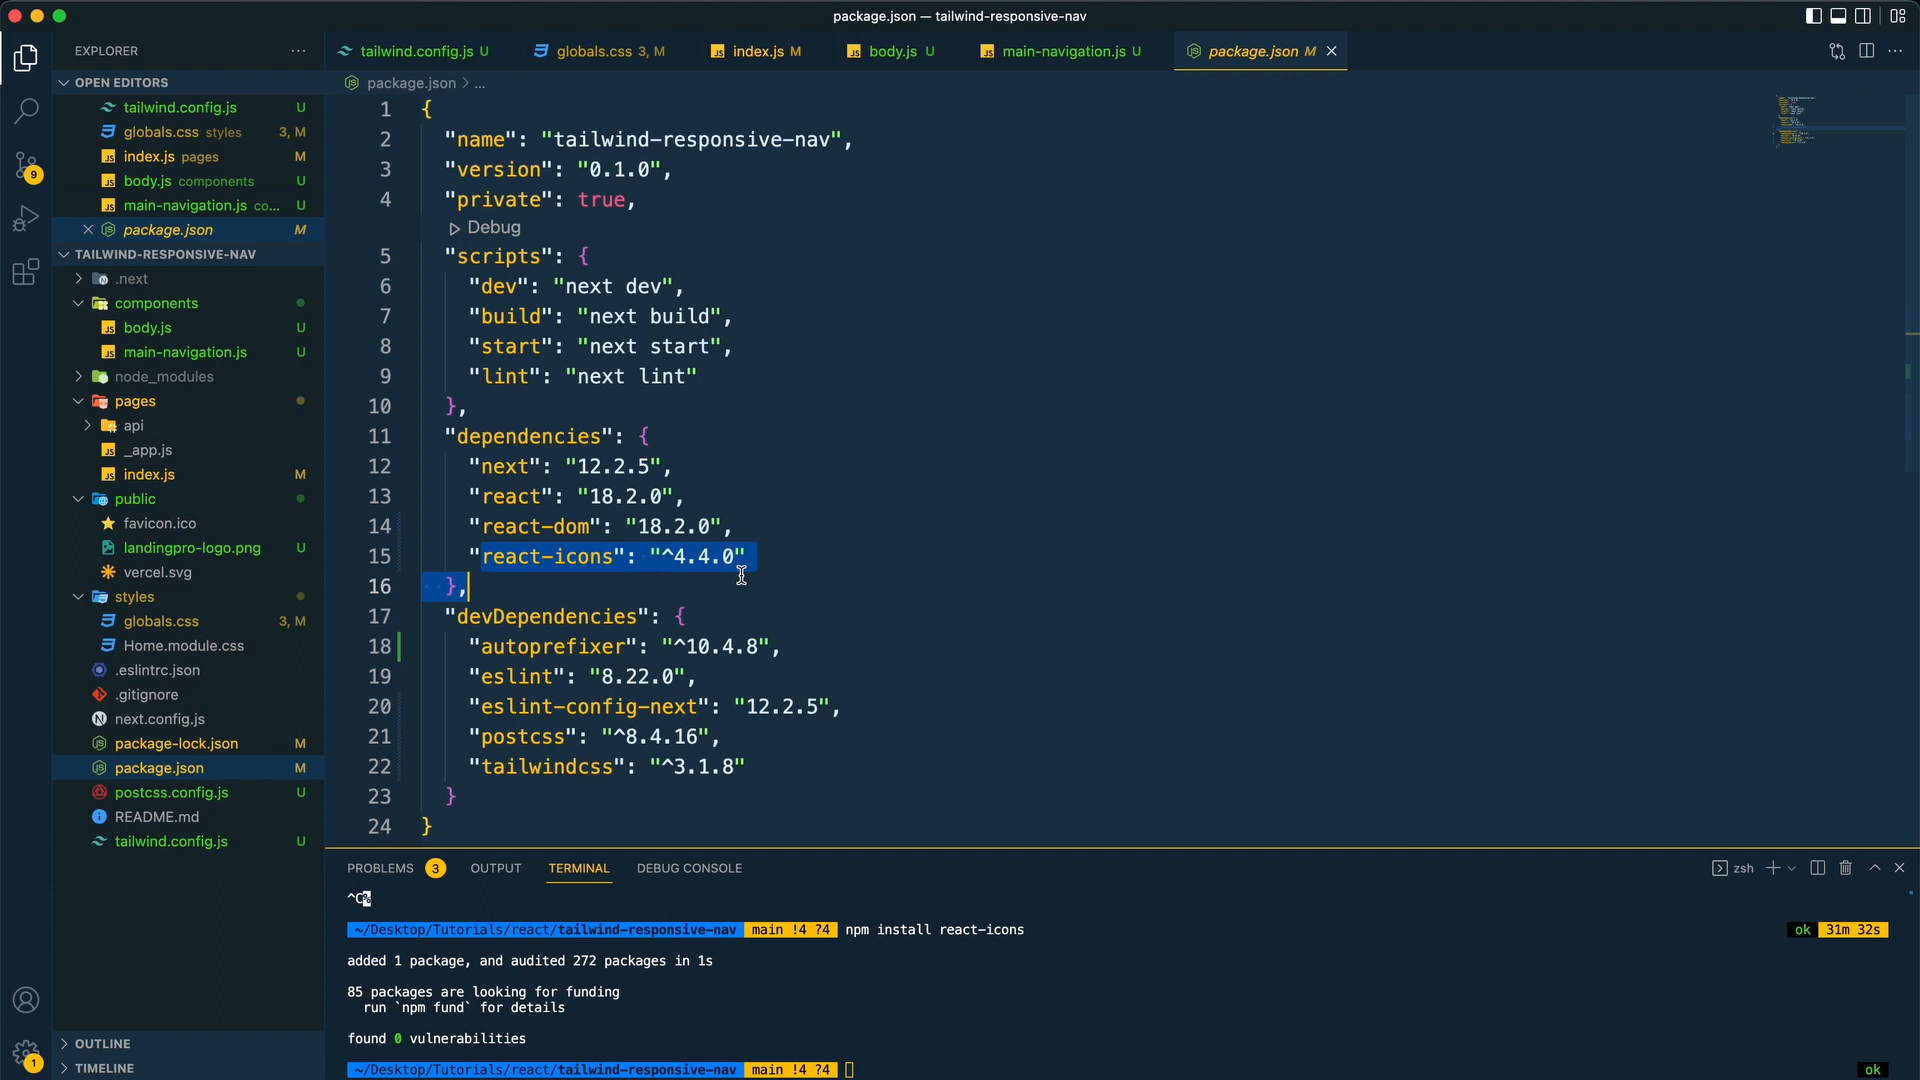 package.json — tailwind-responsive-nav
EXPLORER
OPEN EDITORS
tailwind.config.js U
globals.css styles 3, M
index.js pages M
body.js components U
main-navigation.js co... U
package.json M
TAILWIND-RESPONSIVE-NAV
.next
components
body.js U
main-navigation.js U
node_modules
pages
api
_app.js
index.js M
public
favicon.ico
landingpro-logo.png U
vercel.svg
styles
globals.css 3, M
Home.module.css
.eslintrc.json
.gitignore
next.config.js
package-lock.json M
package.json M
postcss.config.js U
README.md
tailwind.config.js U
OUTLINE
TIMELINE
9
1
tailwind.config.js U globals.css 3, M index.js M body.js U main-navigation.js U package.json M
package.json > ...
1 {
2 "name": "tailwind-responsive-nav",
3 "version": "0.1.0",
4 "private": true,
Debug
5 "scripts": {
6 "dev": "next dev",
7 "build": "next build",
8 "start": "next start",
9 "lint": "next lint"
10 },
11 "dependencies": {
12 "next": "12.2.5",
13 "react": "18.2.0",
14 "react-dom": "18.2.0",
15 "react-icons": "^4.4.0"
16 },
17 "devDependencies": {
18 "autoprefixer": "^10.4.8",
19 "eslint": "8.22.0",
20 "eslint-config-next": "12.2.5",
21 "postcss": "^8.4.16",
22 "tailwindcss": "^3.1.8"
23 }
24 }
PROBLEMS 3 OUTPUT TERMINAL DEBUG CONSOLE zsh
^C%
~/Desktop/Tutorials/react/tailwind-responsive-nav main !4 ?4 npm install react-icons ok 31m 32s
added 1 package, and audited 272 packages in 1s
85 packages are looking for funding
run `npm fund` for details
found 0 vulnerabilities
~/Desktop/Tutorials/react/tailwind-responsive-nav main !4 ?4 ok